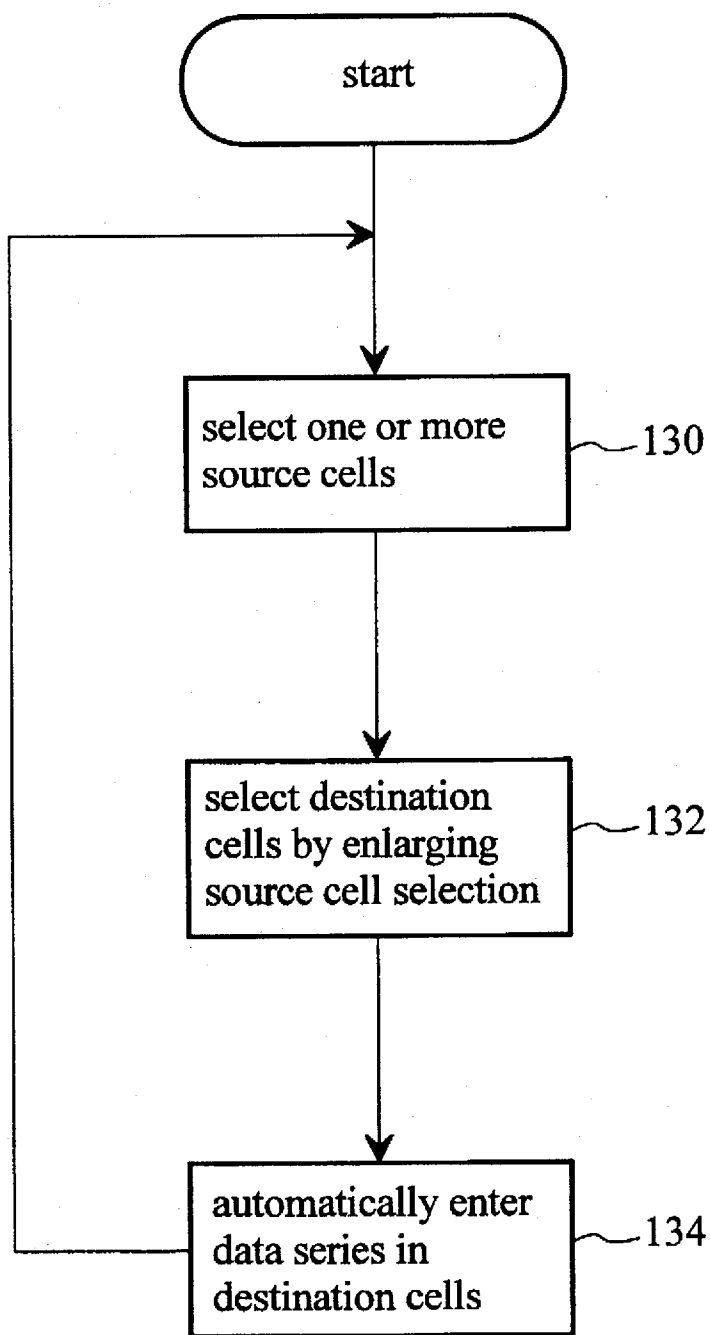 start
select one or more
source cells
130
select destination
cells by enlarging
source cell selection
132
automatically enter
data series in
destination cells
134